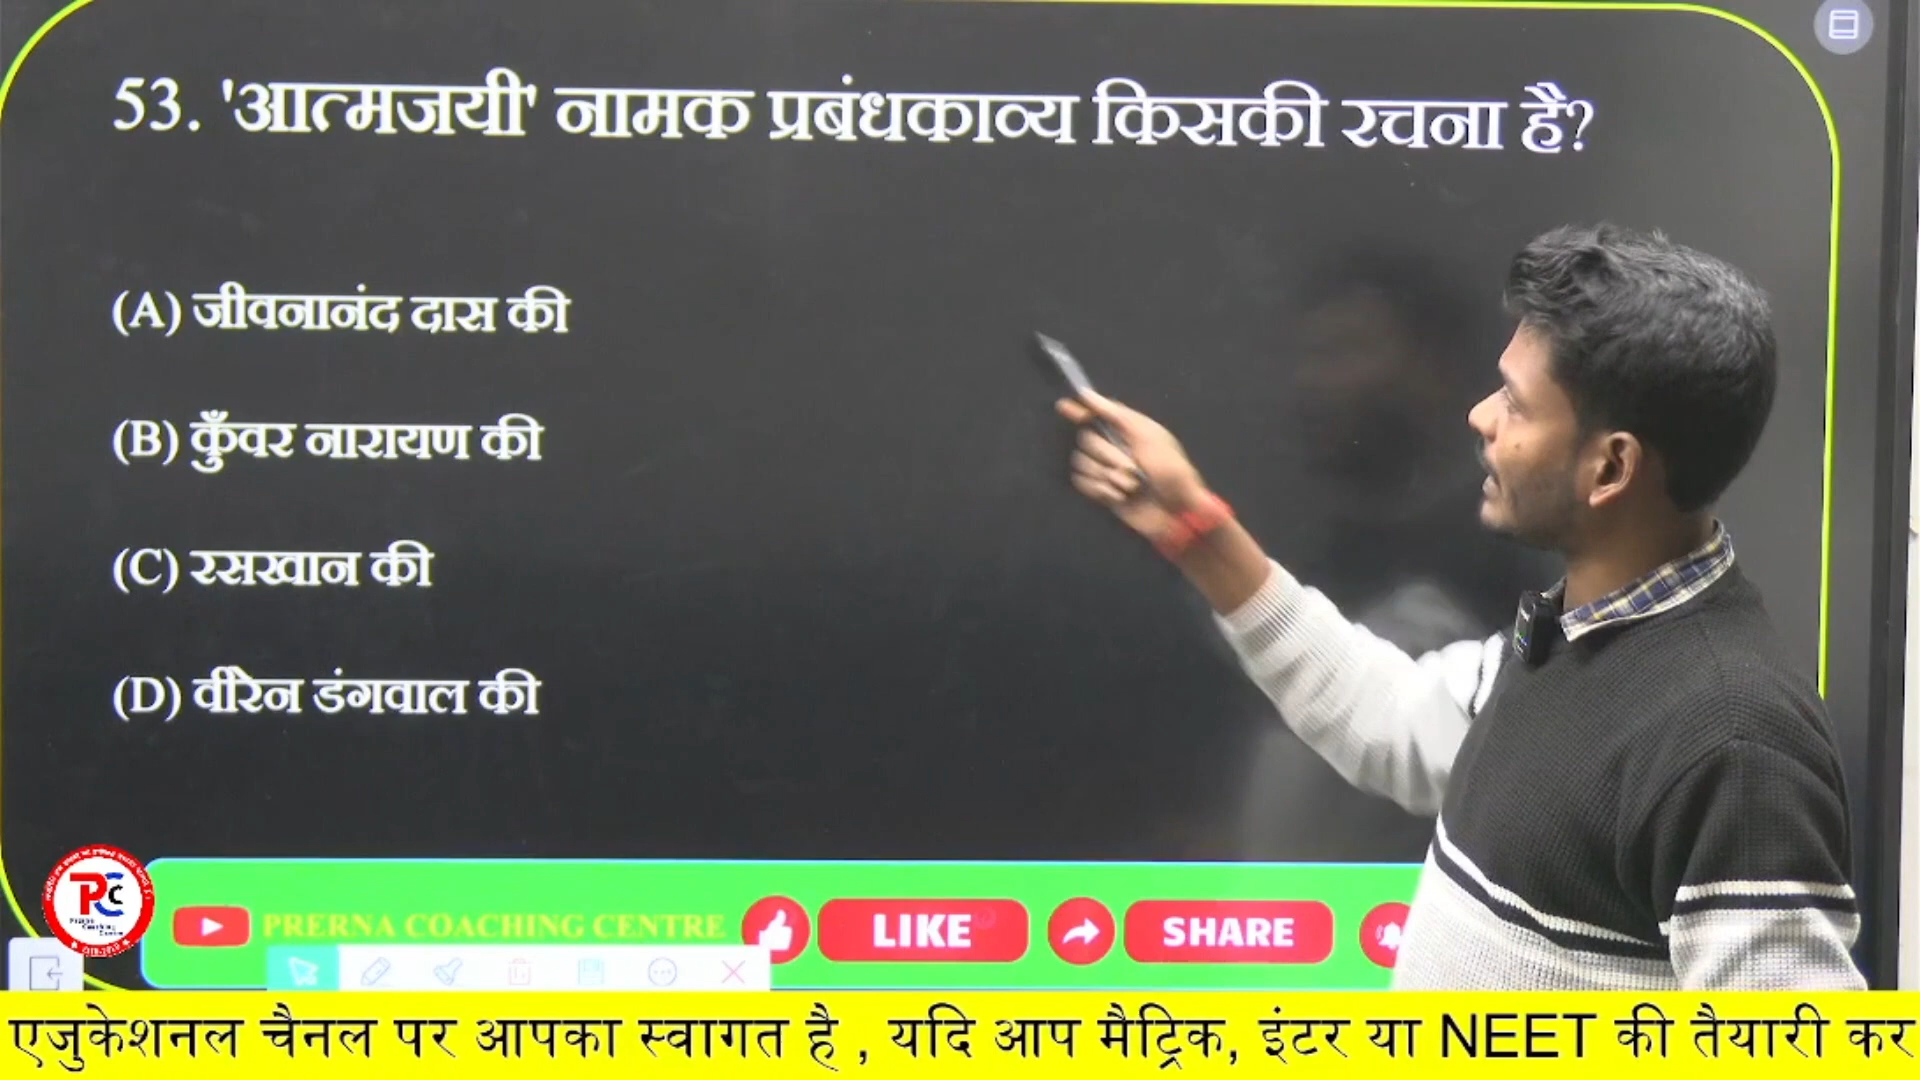 53. 'आत्मजयी' नामक प्रबंधकाव्य किसकी रचना है?
(A) जीवनानंद दास की
(B) कुँवर नारायण की
(C) रसखान की
(D) वीरेन डंगवाल की
PRERNA COACHING CENTRE
LIKE
SHARE
एजुकेशनल चैनल पर आपका स्वागत है , यदि आप मैट्रिक, इंटर या NEET की तैयारी कर